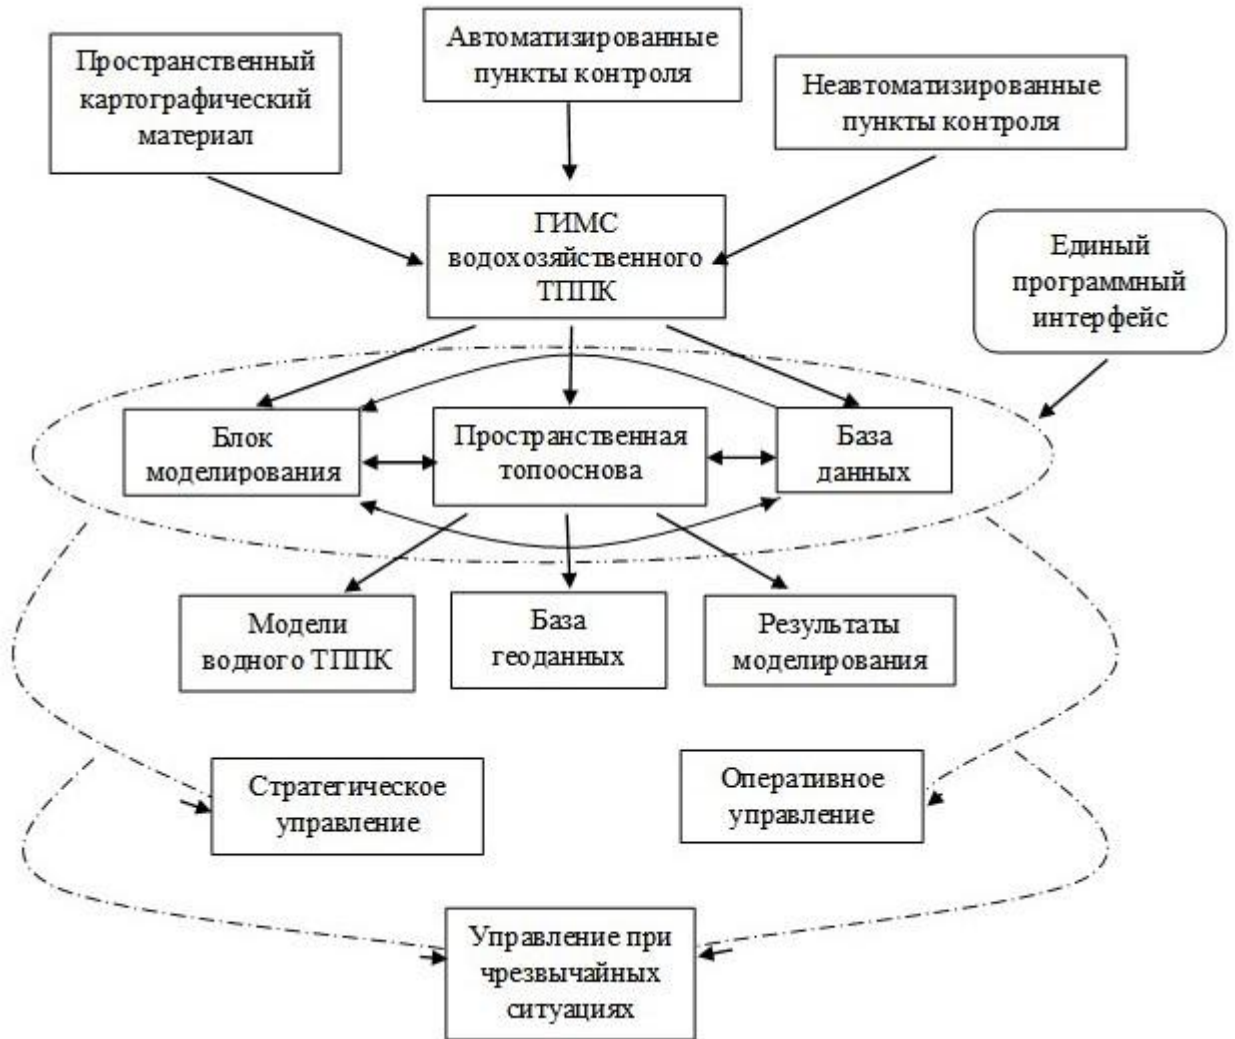 Пространственный
картографический
материал
Автоматизированные
пункты контроля
Неавтоматизированные
пункты контроля
ГИМС
водохозяйственного
ТППК
Единый
программный
интерфейс
Блок
моделирования
Пространственная
топооснова
База
данных
Модели
водного ТППК
База
геоданных
Результаты
моделирования
Стратегическое
управление
Оперативное
управление
Управление при
чрезвычайных
ситуациях